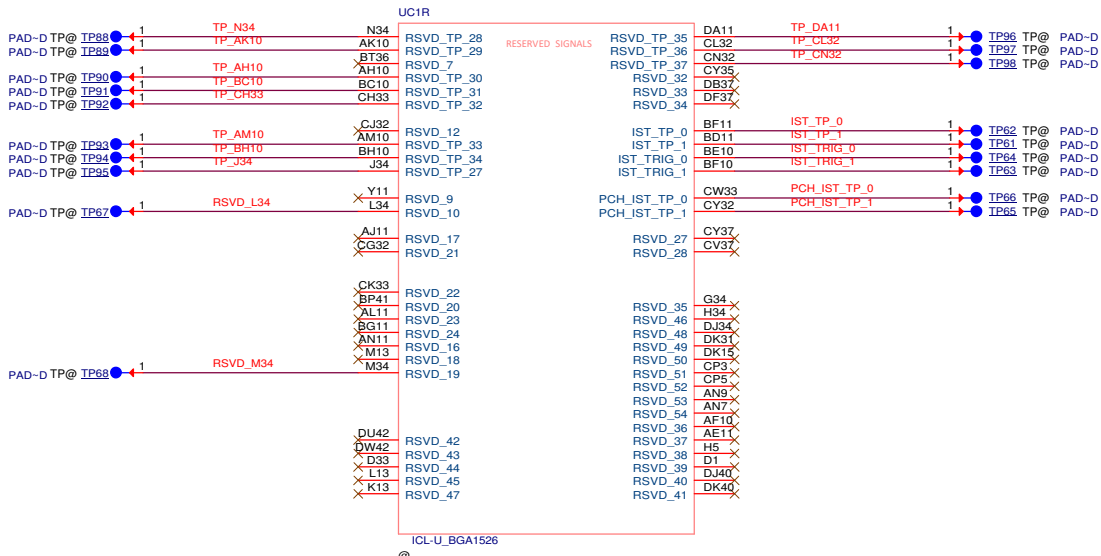 UC1R
RESERVED SIGNALS
PAD~D TP@ TP88 1 TP_N34 N34 RSVD_TP_28
PAD~D TP@ TP89 1 TP_AK10 AK10 RSVD_TP_29
BT36 RSVD_7
PAD~D TP@ TP90 1 TP_AH10 AH10 RSVD_TP_30
PAD~D TP@ TP91 1 TP_BC10 BC10 RSVD_TP_31
PAD~D TP@ TP92 1 TP_CH33 CH33 RSVD_TP_32
CJ32 RSVD_12
PAD~D TP@ TP93 1 TP_AM10 AM10 RSVD_TP_33
PAD~D TP@ TP94 1 TP_BH10 BH10 RSVD_TP_34
PAD~D TP@ TP95 1 TP_J34 J34 RSVD_TP_27
Y11 RSVD_9
PAD~D TP@ TP67 1 RSVD_L34 L34 RSVD_10
AJ11 RSVD_17
CG32 RSVD_21
CK33 RSVD_22
BP41 RSVD_20
AL11 RSVD_23
BG11 RSVD_24
AN11 RSVD_16
M13 RSVD_18
PAD~D TP@ TP68 1 RSVD_M34 M34 RSVD_19
DU42 RSVD_42
DW42 RSVD_43
D33 RSVD_44
L13 RSVD_45
K13 RSVD_47
RSVD_TP_35 DA11 TP_DA11 1 TP96 TP@ PAD~D
RSVD_TP_36 CL32 TP_CL32 1 TP97 TP@ PAD~D
RSVD_TP_37 CN32 TP_CN32 1 TP98 TP@ PAD~D
RSVD_32 CY35
RSVD_33 DB37
RSVD_34 DF37
IST_TP_0 BF11 IST_TP_0 1 TP62 TP@ PAD~D
IST_TP_1 BD11 IST_TP_1 1 TP61 TP@ PAD~D
IST_TRIG_0 BE10 IST_TRIG_0 1 TP64 TP@ PAD~D
IST_TRIG_1 BF10 IST_TRIG_1 1 TP63 TP@ PAD~D
PCH_IST_TP_0 CW33 PCH_IST_TP_0 1 TP66 TP@ PAD~D
PCH_IST_TP_1 CY32 PCH_IST_TP_1 1 TP65 TP@ PAD~D
RSVD_27 CY37
RSVD_28 CV37
RSVD_35 G34
RSVD_46 H34
RSVD_48 DJ34
RSVD_49 DK31
RSVD_50 DK15
RSVD_51 CP3
RSVD_52 CP5
RSVD_53 AN9
RSVD_54 AN7
RSVD_36 AF10
RSVD_37 AE11
RSVD_38 H5
RSVD_39 D1
RSVD_40 DJ40
RSVD_41 DK40
ICL-U_BGA1526
@